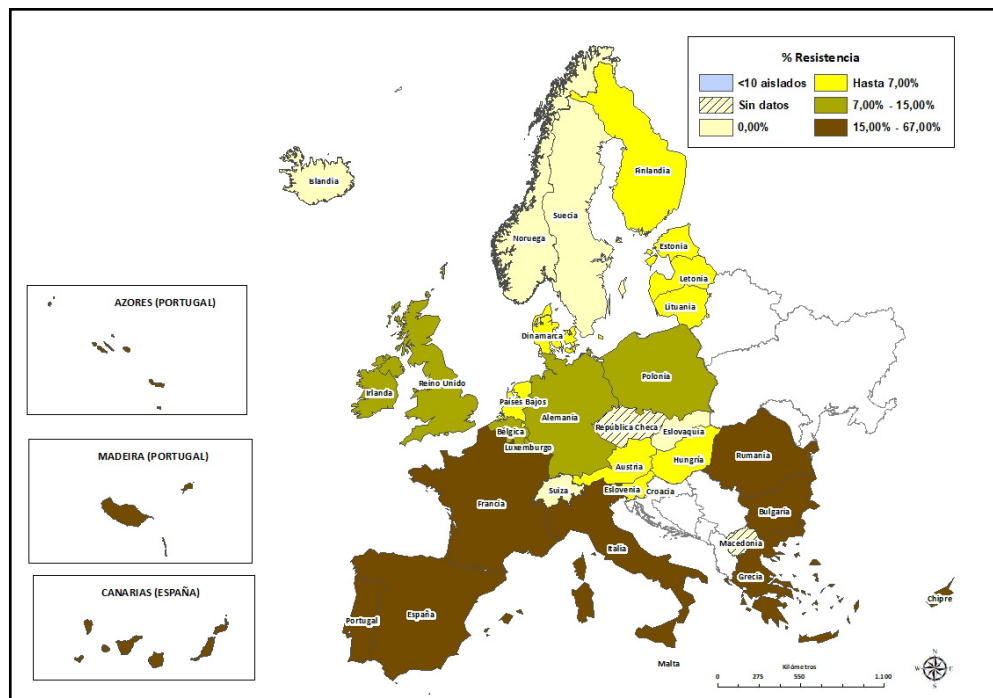 % Resistencia
<10 aislados
Hasta 7,00%
Sin datos
7,00% - 15,00%
0,00%
15,00% - 67,00%
Islandia
Finlandia
Suecia
Noruega
Estonia
Letonia
Lituania
AZORES (PORTUGAL)
Dinamarca
Polonia
Reino Unido
Irlanda
Países Bajos
Alemania
Bélgica
República Checa
Eslovaquia
Luxemburgo
MADEIRA (PORTUGAL)
Rumanía
Hungría
Austria
Suiza
Eslovenia
Croacia
Francia
Bulgaria
Macedonia
Italia
Grecia
CANARIAS (ESPAÑA)
Chipre
Portugal
España
Malta
Kilómetros
0 275 550 1.100
N
W E
S